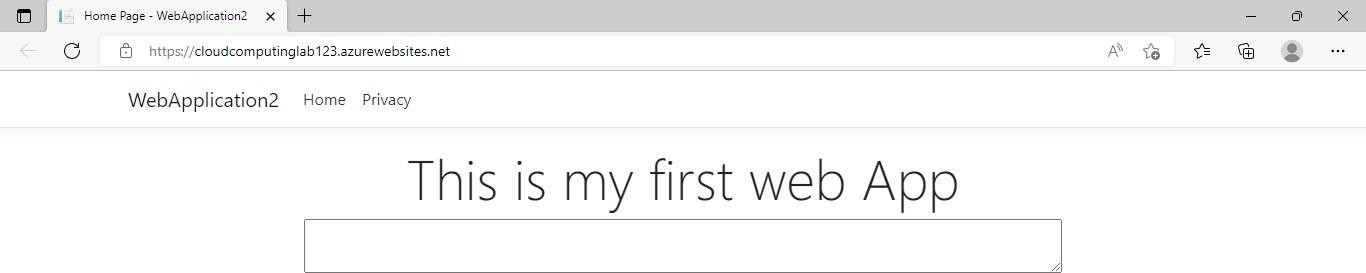 Home Page - WebApplication2
https://cloudcomputinglab123.azurewebsites.net
WebApplication2 Home Privacy
This is my first web App